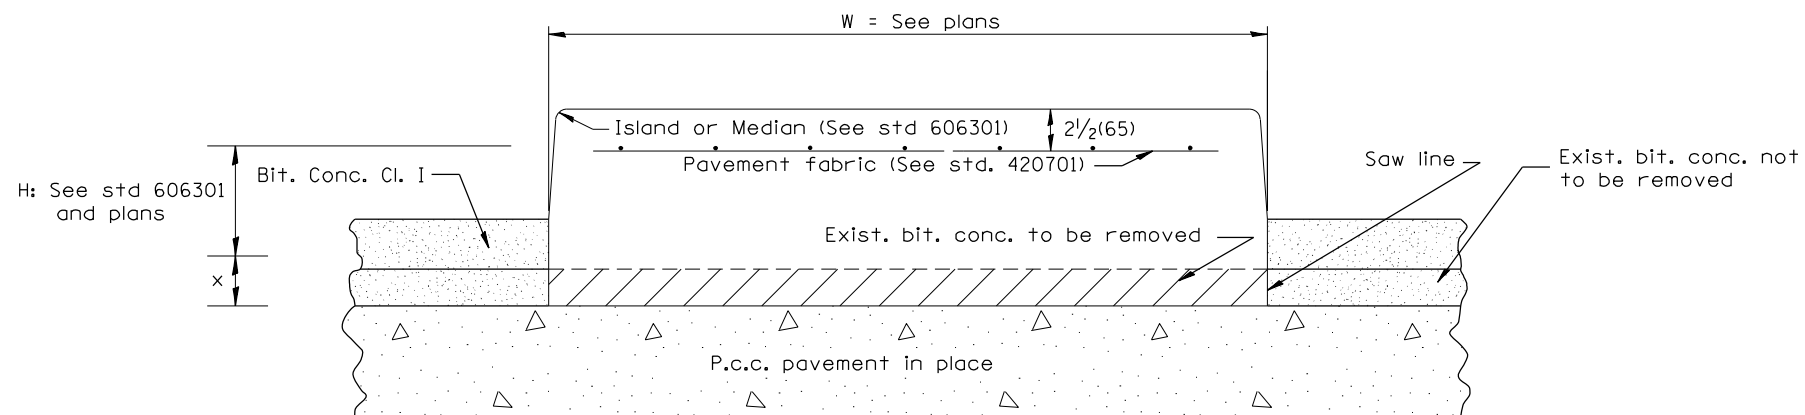 W = See plans
Island or Median (See std 606301)
2 1/2(65)
Pavement fabric (See std. 420701)
Saw line
Exist. bit. conc. not
to be removed
Bit. Conc. Cl. I
H: See std 606301
and plans
Exist. bit. conc. to be removed
x
P.c.c. pavement in place